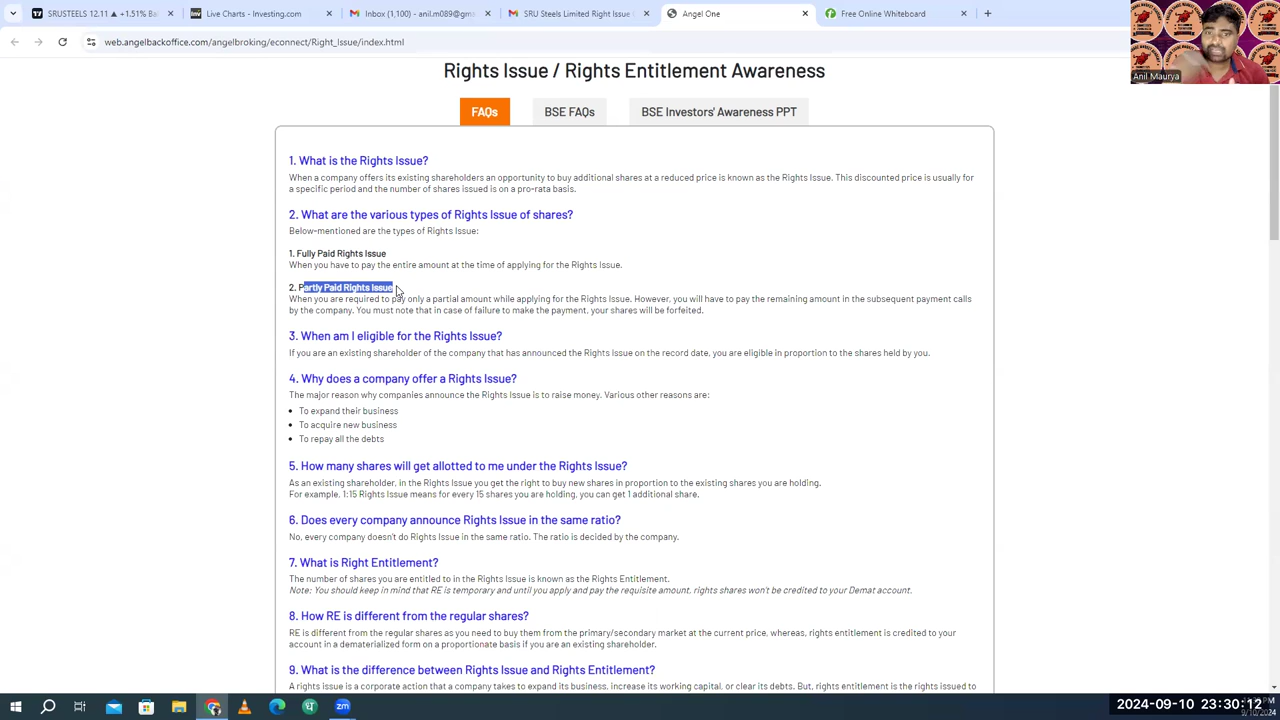 SRUSTEELS 12.11 ▲ +1.51%
Live Charts - Investing.com
Inbox (1,100) - anil.m089@gma
SRU Steels Limited Right Issue
Angel One
Free Online Whiteboard
web.angelbackoffice.com/angelbroking/econnect/Right_Issue/index.html
Anil Maurya
Rights Issue / Rights Entitlement Awareness
FAQs
BSE FAQs
BSE Investors' Awareness PPT
1. What is the Rights Issue?
When a company offers its existing shareholders an opportunity to buy additional shares at a reduced price is known as the Rights Issue. This discounted price is usually for
a specific period and the number of shares issued is on a pro-rata basis.
2. What are the various types of Rights Issue of shares?
Below-mentioned are the types of Rights Issue:
1. Fully Paid Rights Issue
When you have to pay the entire amount at the time of applying for the Rights Issue.
2. Partly Paid Rights Issue
When you are required to pay only a partial amount while applying for the Rights Issue. However, you will have to pay the remaining amount in the subsequent payment calls
by the company. You must note that in case of failure to make the payment, your shares will be forfeited.
3. When am I eligible for the Rights Issue?
If you are an existing shareholder of the company that has announced the Rights Issue on the record date, you are eligible in proportion to the shares held by you.
4. Why does a company offer a Rights Issue?
The major reason why companies announce the Rights Issue is to raise money. Various other reasons are:
• To expand their business
• To acquire new business
• To repay all the debts
5. How many shares will get allotted to me under the Rights Issue?
As an existing shareholder, in the Rights Issue you get the right to buy new shares in proportion to the existing shares you are holding.
For example, 1:15 Rights Issue means for every 15 shares you are holding, you can get 1 additional share.
6. Does every company announce Rights Issue in the same ratio?
No, every company doesn't do Rights Issue in the same ratio. The ratio is decided by the company.
7. What is Right Entitlement?
The number of shares you are entitled to in the Rights Issue is known as the Rights Entitlement.
Note: You should keep in mind that RE is temporary and until you apply and pay the requisite amount, rights shares won't be credited to your Demat account.
8. How RE is different from the regular shares?
RE is different from the regular shares as you need to buy them from the primary/secondary market at the current price, whereas, rights entitlement is credited to your
account in a dematerialized form on a proportionate basis if you are an existing shareholder.
9. What is the difference between Rights Issue and Rights Entitlement?
A rights issue is a corporate action that a company takes to expand its business, increase its working capital, or clear its debts. But, rights entitlement is the rights issued to
2024-09-10 23:30:12